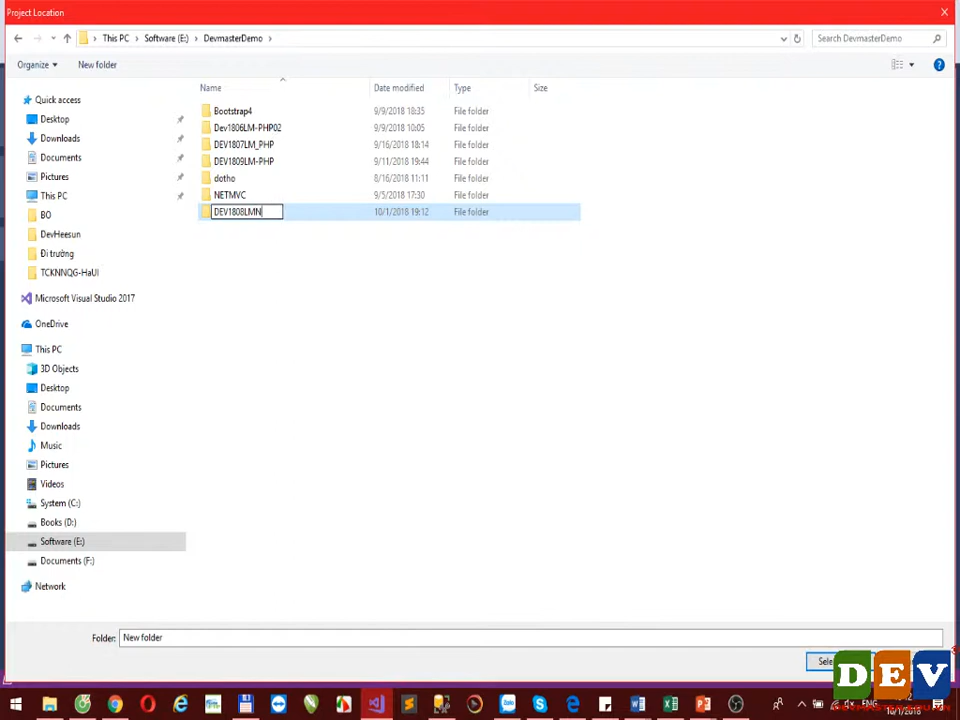 Project Location
This PC Software (E:) DevmasterDemo
Search DevmasterDemo
Organize New folder
Name Date modified Type Size
Quick access
Desktop
Downloads
Documents
Pictures
This PC
BO
DevHeesun
Đi trường
TCKNNQG-HaUI
Microsoft Visual Studio 2017
OneDrive
This PC
3D Objects
Desktop
Documents
Downloads
Music
Pictures
Videos
System (C:)
Books (D:)
Software (E:)
Documents (F:)
Network
Bootstrap4 9/9/2018 18:35 File folder
Dev1806LM-PHP02 9/9/2018 10:05 File folder
DEV1807LM_PHP 9/16/2018 18:14 File folder
DEV1809LM-PHP 9/11/2018 19:44 File folder
dotho 8/16/2018 11:11 File folder
NETMVC 9/5/2018 17:30 File folder
DEV1808LMN 10/1/2018 19:12 File folder
Folder: New folder
DEV
ENG
10/1/2018